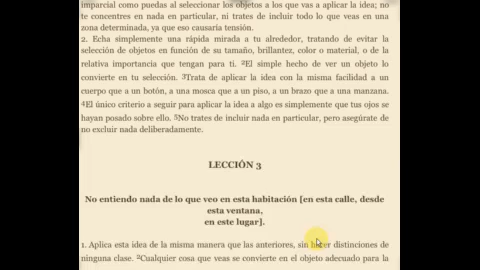 imparcial como puedas al seleccionar los objetos a los que vas a aplicar la idea; no
te concentres en nada en particular, ni trates de incluir todo lo que veas en una
zona determinada, ya que eso causaría tensión.
2. Echa simplemente una rápida mirada a tu alrededor, tratando de evitar la
selección de objetos en función de su tamaño, brillantez, color o material, o de la
relativa importancia que tengan para ti. ²El simple hecho de ver un objeto lo
convierte en tu selección. ³Trata de aplicar la idea con la misma facilidad a un
cuerpo que a un botón, a una mosca que a un piso, a un brazo que a una manzana.
⁴El único criterio a seguir para aplicar la idea a algo es simplemente que tus ojos se
hayan posado sobre ello. ⁵No trates de incluir nada en particular, pero asegúrate de
no excluir nada deliberadamente.
LECCIÓN 3
No entiendo nada de lo que veo en esta habitación [en esta calle, desde
esta ventana,
en este lugar].
1. Aplica esta idea de la misma manera que las anteriores, sin hacer distinciones de
ninguna clase. ²Cualquier cosa que veas se convierte en el objeto adecuado para la